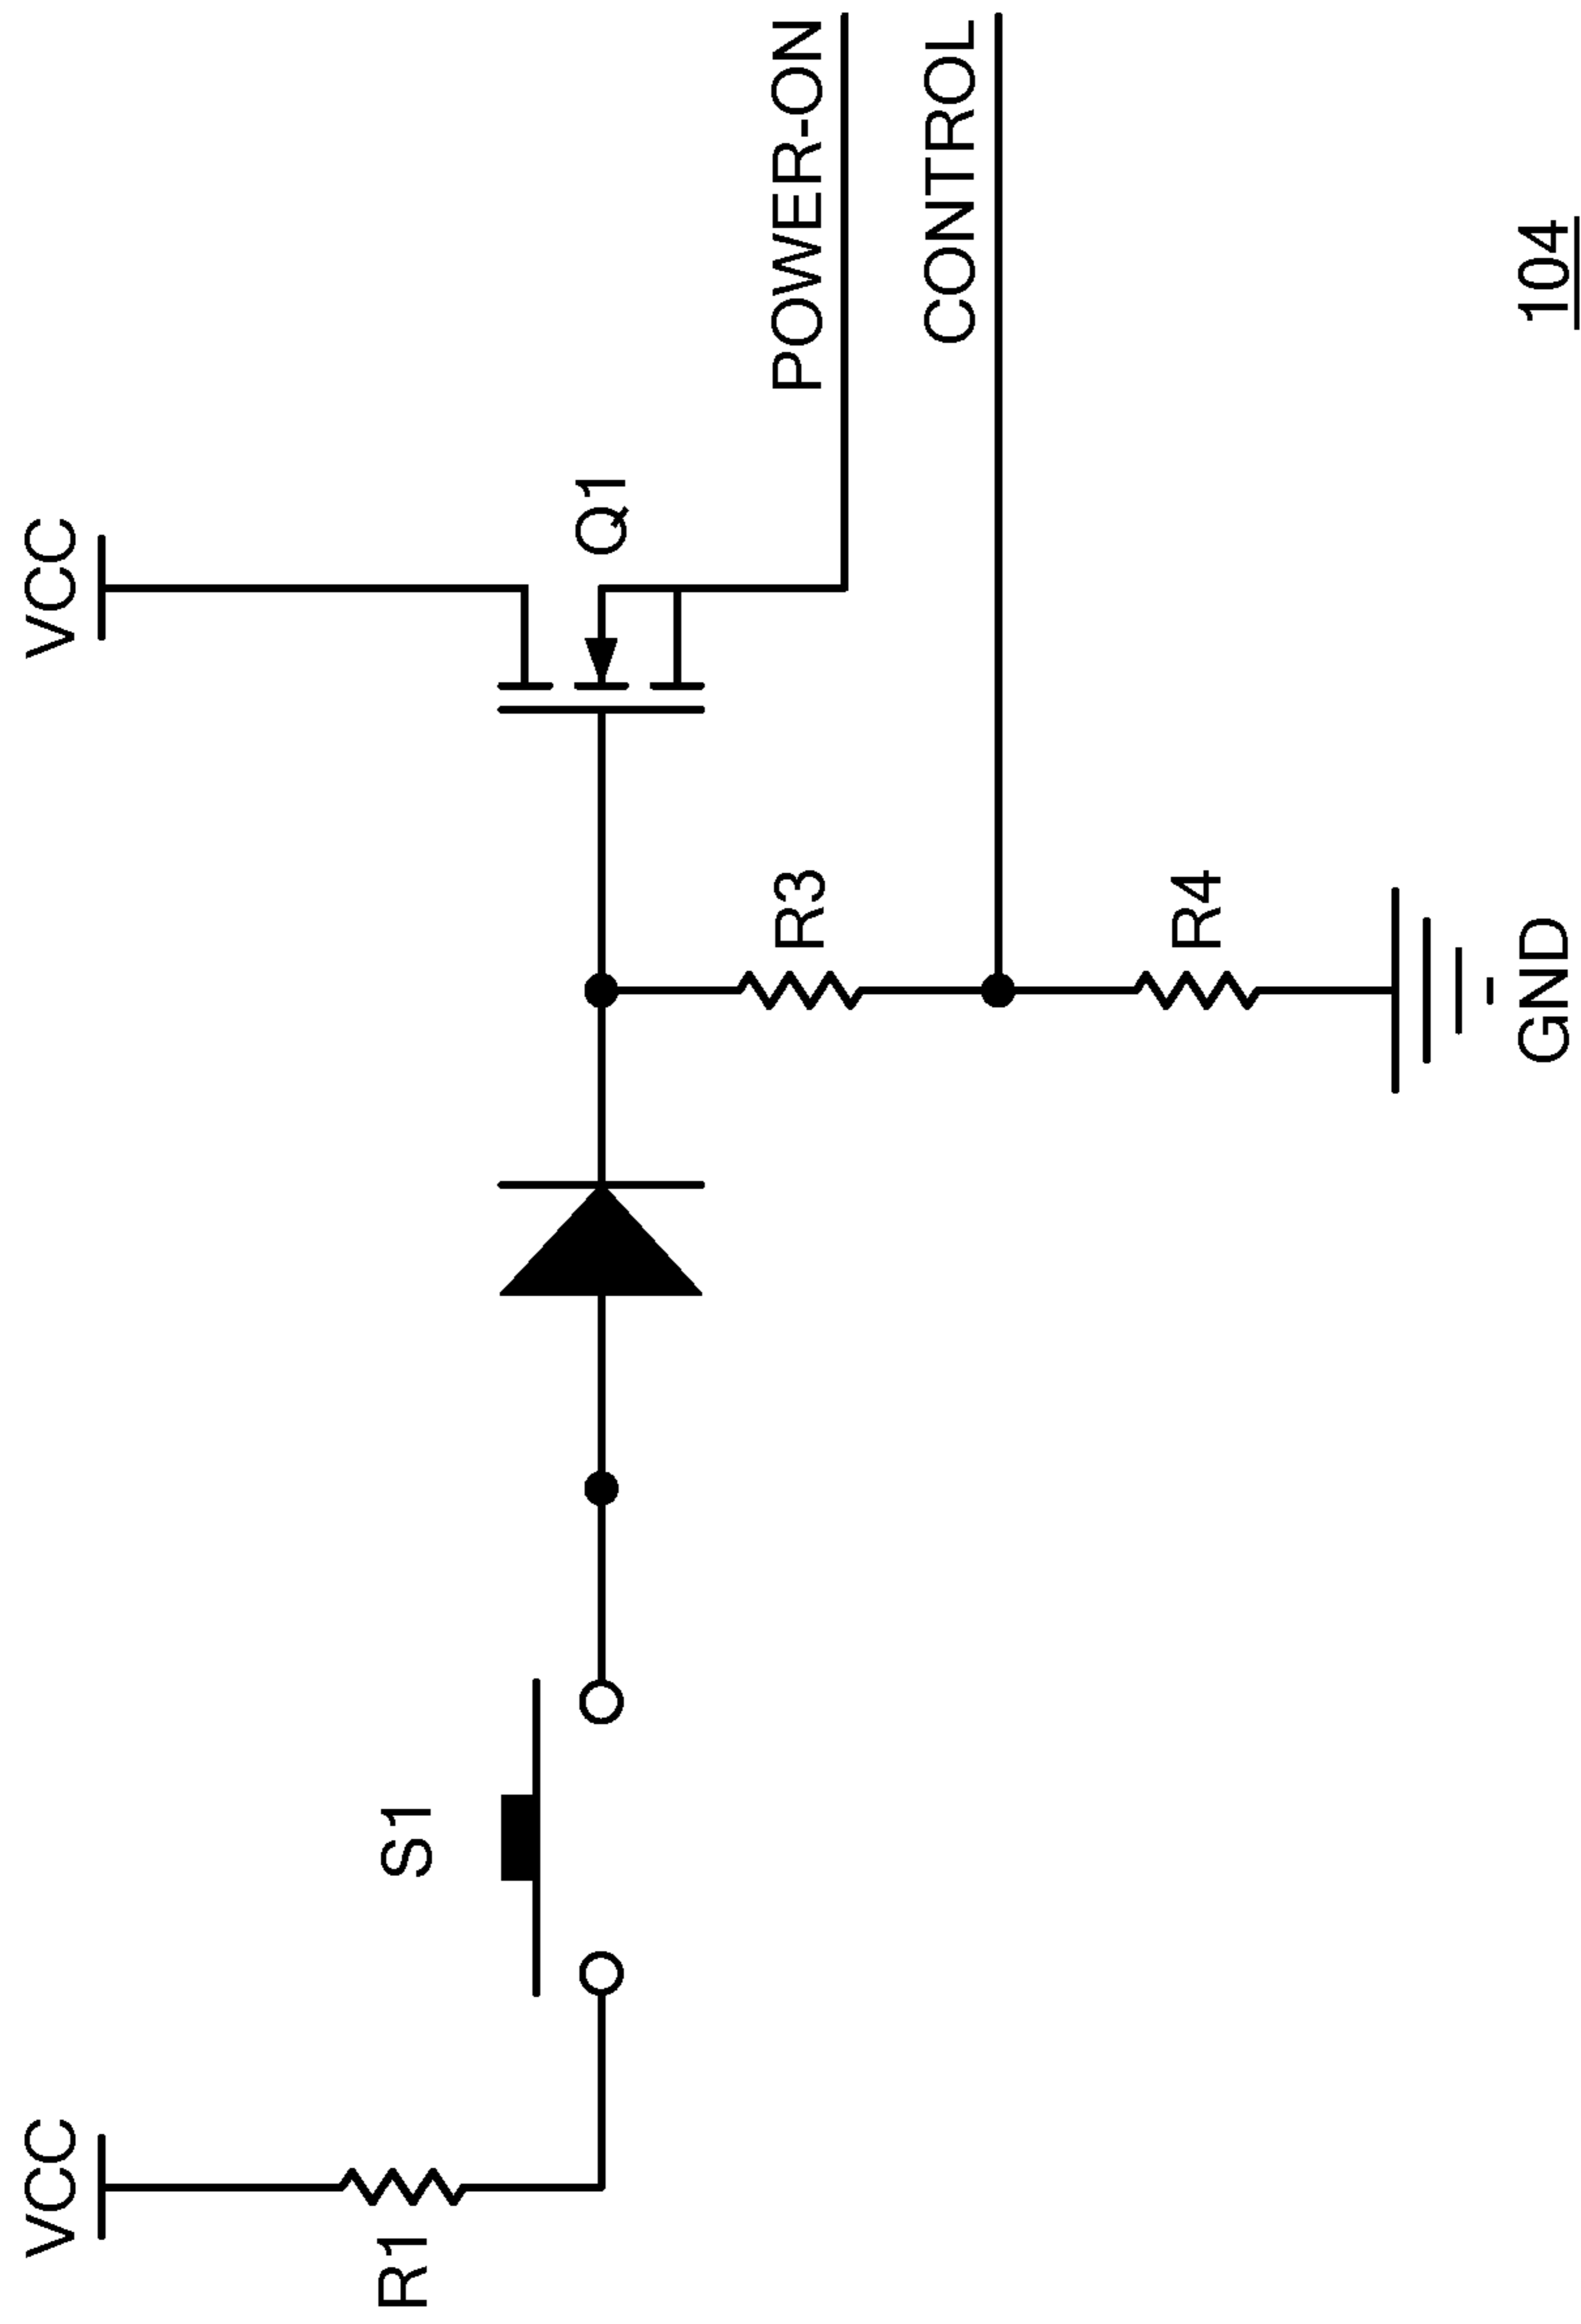 VCC
VCC
R1
S1
Q1
R3
POWER-ON
CONTROL
R4
GND
104